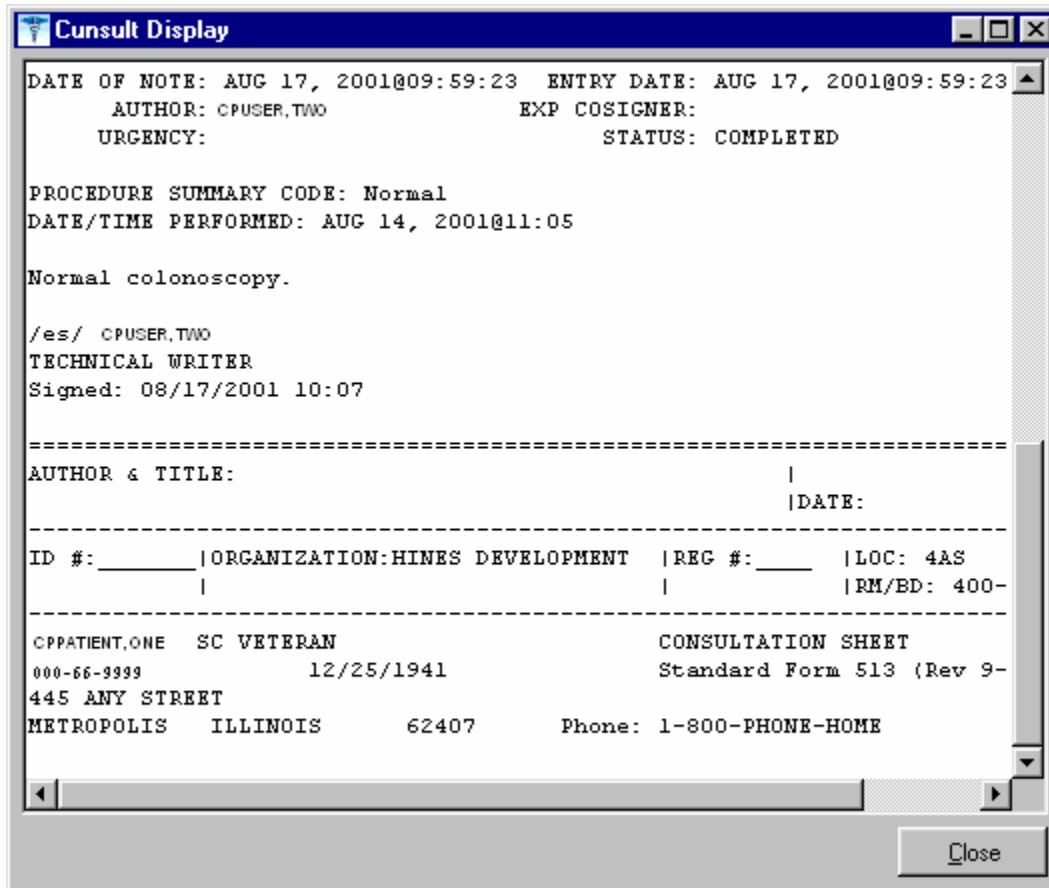 Cunsult Display
DATE OF NOTE: AUG 17, 2001@09:59:23  ENTRY DATE: AUG 17, 2001@09:59:23
AUTHOR: CPUSER,TWO  EXP COSIGNER:
URGENCY:  STATUS: COMPLETED
PROCEDURE SUMMARY CODE: Normal
DATE/TIME PERFORMED: AUG 14, 2001@11:05
Normal colonoscopy.
/es/ CPUSER,TWO
TECHNICAL WRITER
Signed: 08/17/2001 10:07
======================================================================
AUTHOR & TITLE:  |
|DATE:
----------------------------------------------------------------------
ID #:_______|ORGANIZATION:HINES DEVELOPMENT  |REG #:____  |LOC: 4AS
|  |  |RM/BD: 400-
----------------------------------------------------------------------
CPPATIENT,ONE  SC VETERAN  CONSULTATION SHEET
000-66-9999  12/25/1941  Standard Form 513 (Rev 9-
445 ANY STREET
METROPOLIS  ILLINOIS  62407  Phone: 1-800-PHONE-HOME
Close